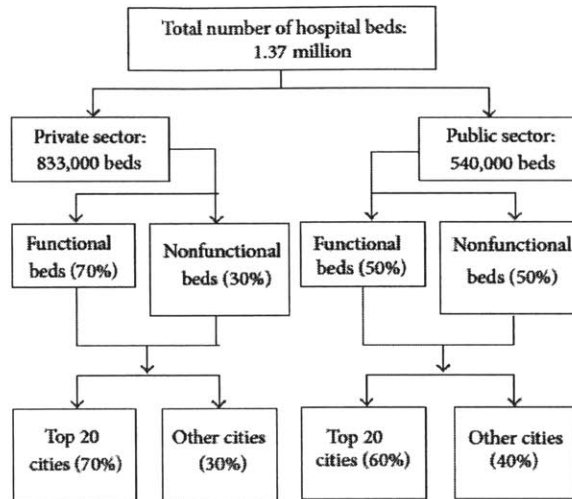 Total number of hospital beds:
1.37 million
Private sector:
833,000 beds
Public sector:
540,000 beds
Functional
beds (70%)
Nonfunctional
beds (30%)
Functional
beds (50%)
Nonfunctional
beds (50%)
Top 20
cities (70%)
Other cities
(30%)
Top 20
cities (60%)
Other cities
(40%)